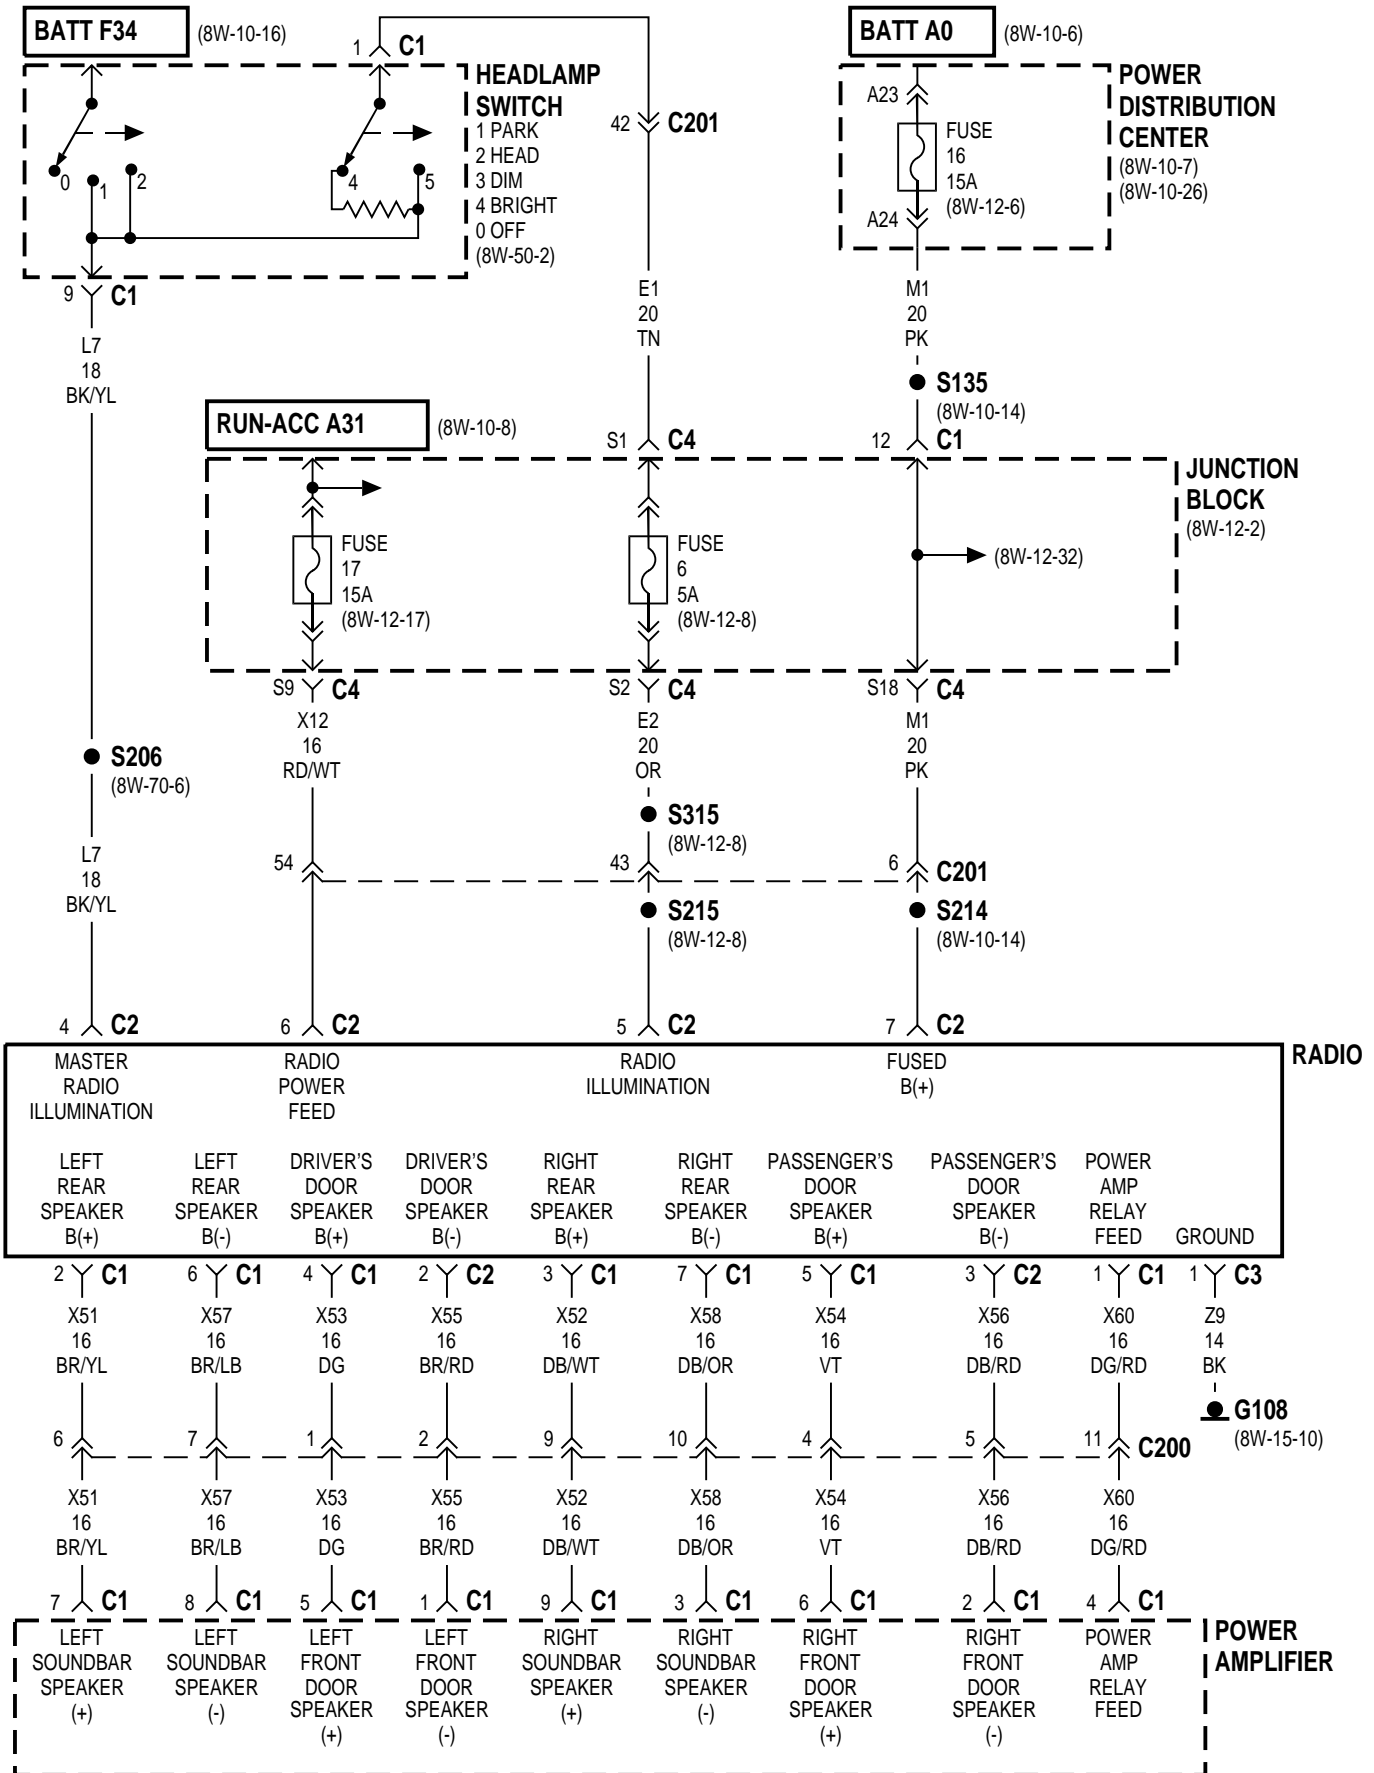 BATT F34 (8W-10-16)
1 C1
BATT A0 (8W-10-6)
HEADLAMP
SWITCH
1 PARK
2 HEAD
3 DIM
4 BRIGHT
0 OFF
(8W-50-2)
0 1 2 4 5
42 C201
A23
FUSE
16
15A
(8W-12-6)
A24
POWER
DISTRIBUTION
CENTER
(8W-10-7)
(8W-10-26)
9 C1
L7
18
BK/YL
E1
20
TN
M1
20
PK
S135
(8W-10-14)
RUN-ACC A31 (8W-10-8)
S1 C4
12 C1
JUNCTION
BLOCK
(8W-12-2)
FUSE
17
15A
(8W-12-17)
FUSE
6
5A
(8W-12-8)
(8W-12-32)
S9 C4
S2 C4
S18 C4
X12
16
RD/WT
E2
20
OR
M1
20
PK
S206
(8W-70-6)
S315
(8W-12-8)
L7
18
BK/YL
54 43 6 C201
S215
(8W-12-8)
S214
(8W-10-14)
4 C2
6 C2
5 C2
7 C2
RADIO
MASTER
RADIO
ILLUMINATION
RADIO
POWER
FEED
RADIO
ILLUMINATION
FUSED
B(+)
LEFT
REAR
SPEAKER
B(+)
LEFT
REAR
SPEAKER
B(-)
DRIVER'S
DOOR
SPEAKER
B(+)
DRIVER'S
DOOR
SPEAKER
B(-)
RIGHT
REAR
SPEAKER
B(+)
RIGHT
REAR
SPEAKER
B(-)
PASSENGER'S
DOOR
SPEAKER
B(+)
PASSENGER'S
DOOR
SPEAKER
B(-)
POWER
AMP
RELAY
FEED
GROUND
2 C1 6 C1 4 C1 2 C2 3 C1 7 C1 5 C1 3 C2 1 C1 1 C3
X51 X57 X53 X55 X52 X58 X54 X56 X60 Z9
16 16 16 16 16 16 16 16 16 14
BR/YL BR/LB DG BR/RD DB/WT DB/OR VT DB/RD DG/RD BK
G108
(8W-15-10)
6 7 1 2 9 10 4 5 11 C200
X51 X57 X53 X55 X52 X58 X54 X56 X60
16 16 16 16 16 16 16 16 16
BR/YL BR/LB DG BR/RD DB/WT DB/OR VT DB/RD DG/RD
7 C1 8 C1 5 C1 1 C1 9 C1 3 C1 6 C1 2 C1 4 C1
POWER
AMPLIFIER
LEFT
SOUNDBAR
SPEAKER
(+)
LEFT
SOUNDBAR
SPEAKER
(-)
LEFT
FRONT
DOOR
SPEAKER
(+)
LEFT
FRONT
DOOR
SPEAKER
(-)
RIGHT
SOUNDBAR
SPEAKER
(+)
RIGHT
SOUNDBAR
SPEAKER
(-)
RIGHT
FRONT
DOOR
SPEAKER
(+)
RIGHT
FRONT
DOOR
SPEAKER
(-)
POWER
AMP
RELAY
FEED